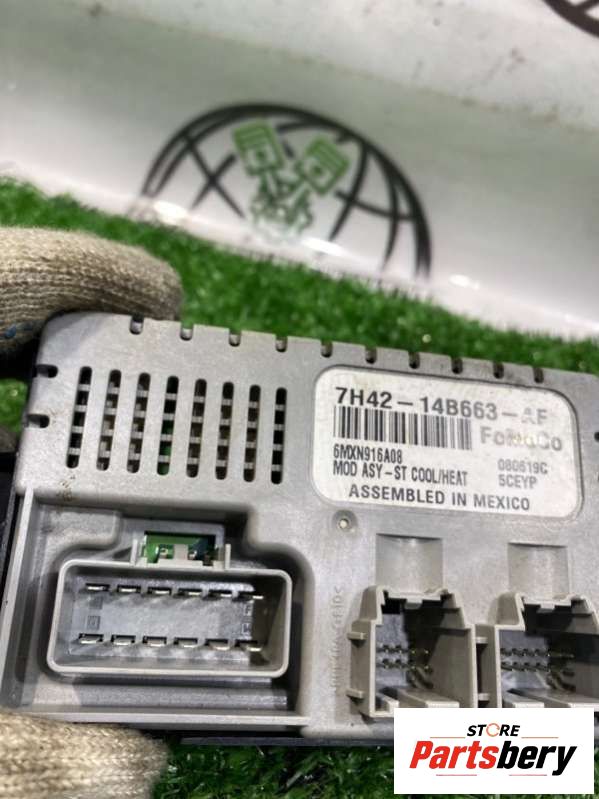 7H42-14B663-AF
FoMoCo
6MXN916A08
MOD ASY-ST COOL/HEAT
080619C
5CEYP
ASSEMBLED IN MEXICO
STORE
Partsbery